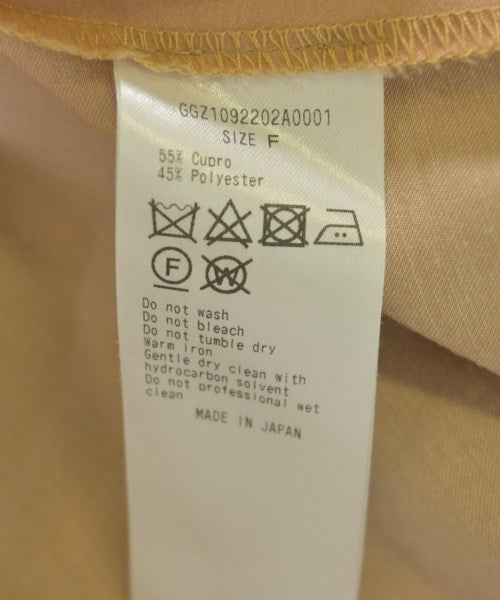 GGZ1092202A0001
SIZE F
55% Cupro
45% Polyester
F
W
Do not wash
Do not bleach
Do not tumble dry
Warm iron
Gentle dry clean with
hydrocarbon solvent
Do not professional wet
clean
MADE IN JAPAN